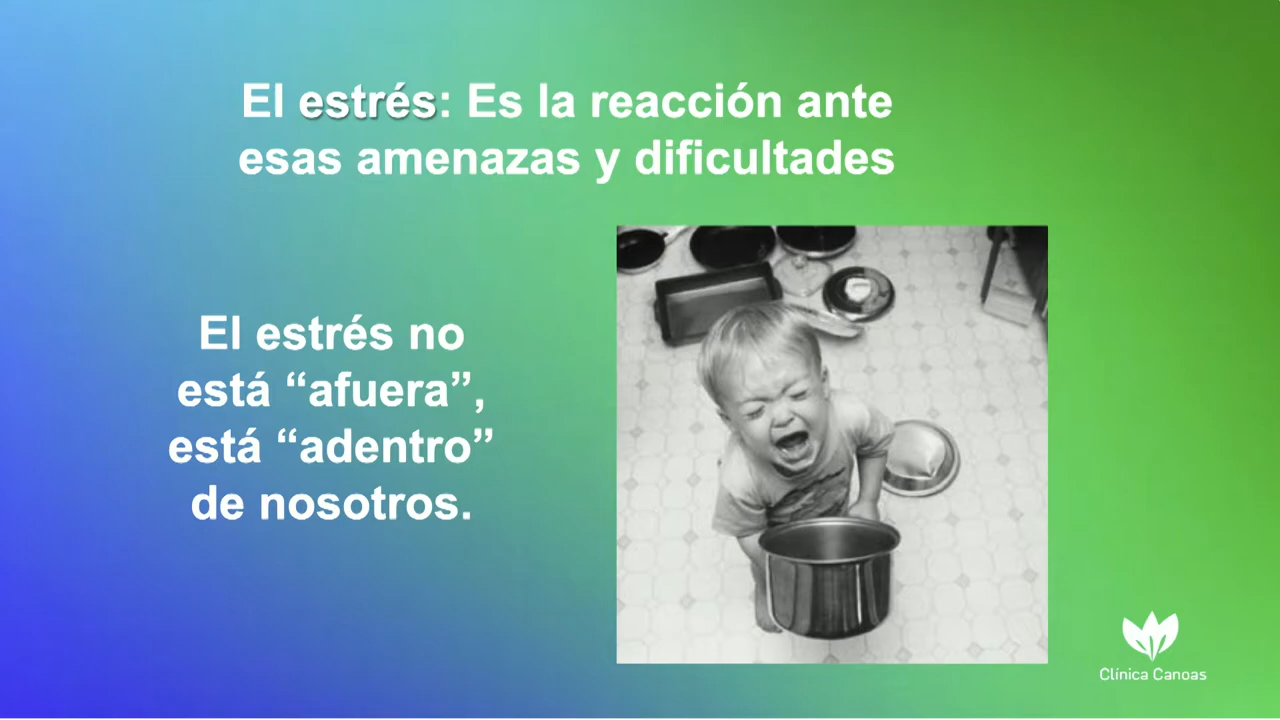 El estrés: Es la reacción ante
esas amenazas y dificultades
El estrés no
está “afuera”,
está “adentro”
de nosotros.
Clínica Canoas